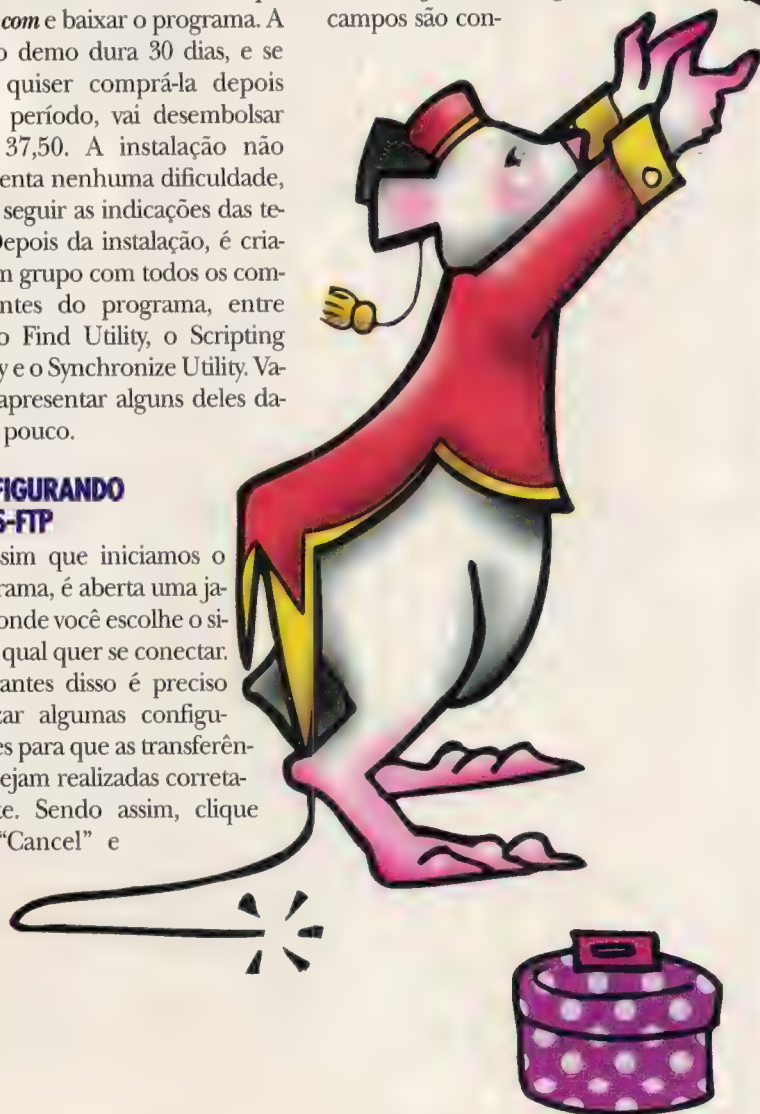 com e baixar o programa. A
o demo dura 30 dias, e se
quiser comprá-la depois
período, vai desembolsar
37,50. A instalação não
enta nenhuma dificuldade,
seguir as indicações das te-
Depois da instalação, é cria-
m grupo com todos os com-
ntes do programa, entre
o Find Utility, o Scripting
y e o Synchronize Utility. Va-
apresentar alguns deles da-
pouco.
FIGURANDO
S-FTP
sim que iniciamos o
rama, é aberta uma ja-
onde você escolhe o si-
qual quer se conectar.
antes disso é preciso
zar algumas configu-
es para que as transferên-
ejam realizadas correta-
te. Sendo assim, clique
“Cancel” e
campos são con-